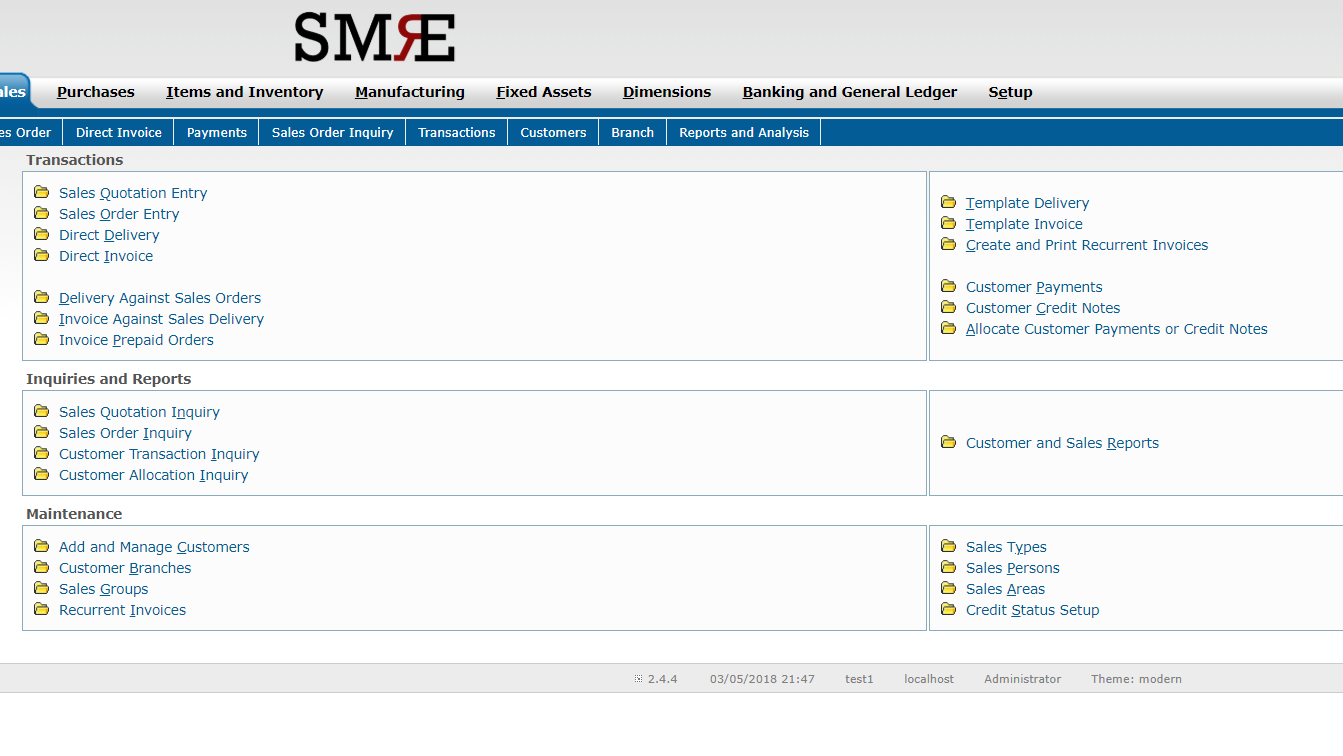 SMRE
ales Purchases Items and Inventory Manufacturing Fixed Assets Dimensions Banking and General Ledger Setup
es Order Direct Invoice Payments Sales Order Inquiry Transactions Customers Branch Reports and Analysis
Transactions
Sales Quotation Entry
Sales Order Entry
Direct Delivery
Direct Invoice
Delivery Against Sales Orders
Invoice Against Sales Delivery
Invoice Prepaid Orders
Template Delivery
Template Invoice
Create and Print Recurrent Invoices
Customer Payments
Customer Credit Notes
Allocate Customer Payments or Credit Notes
Inquiries and Reports
Sales Quotation Inquiry
Sales Order Inquiry
Customer Transaction Inquiry
Customer Allocation Inquiry
Customer and Sales Reports
Maintenance
Add and Manage Customers
Customer Branches
Sales Groups
Recurrent Invoices
Sales Types
Sales Persons
Sales Areas
Credit Status Setup
2.4.4 03/05/2018 21:47 test1 localhost Administrator Theme: modern